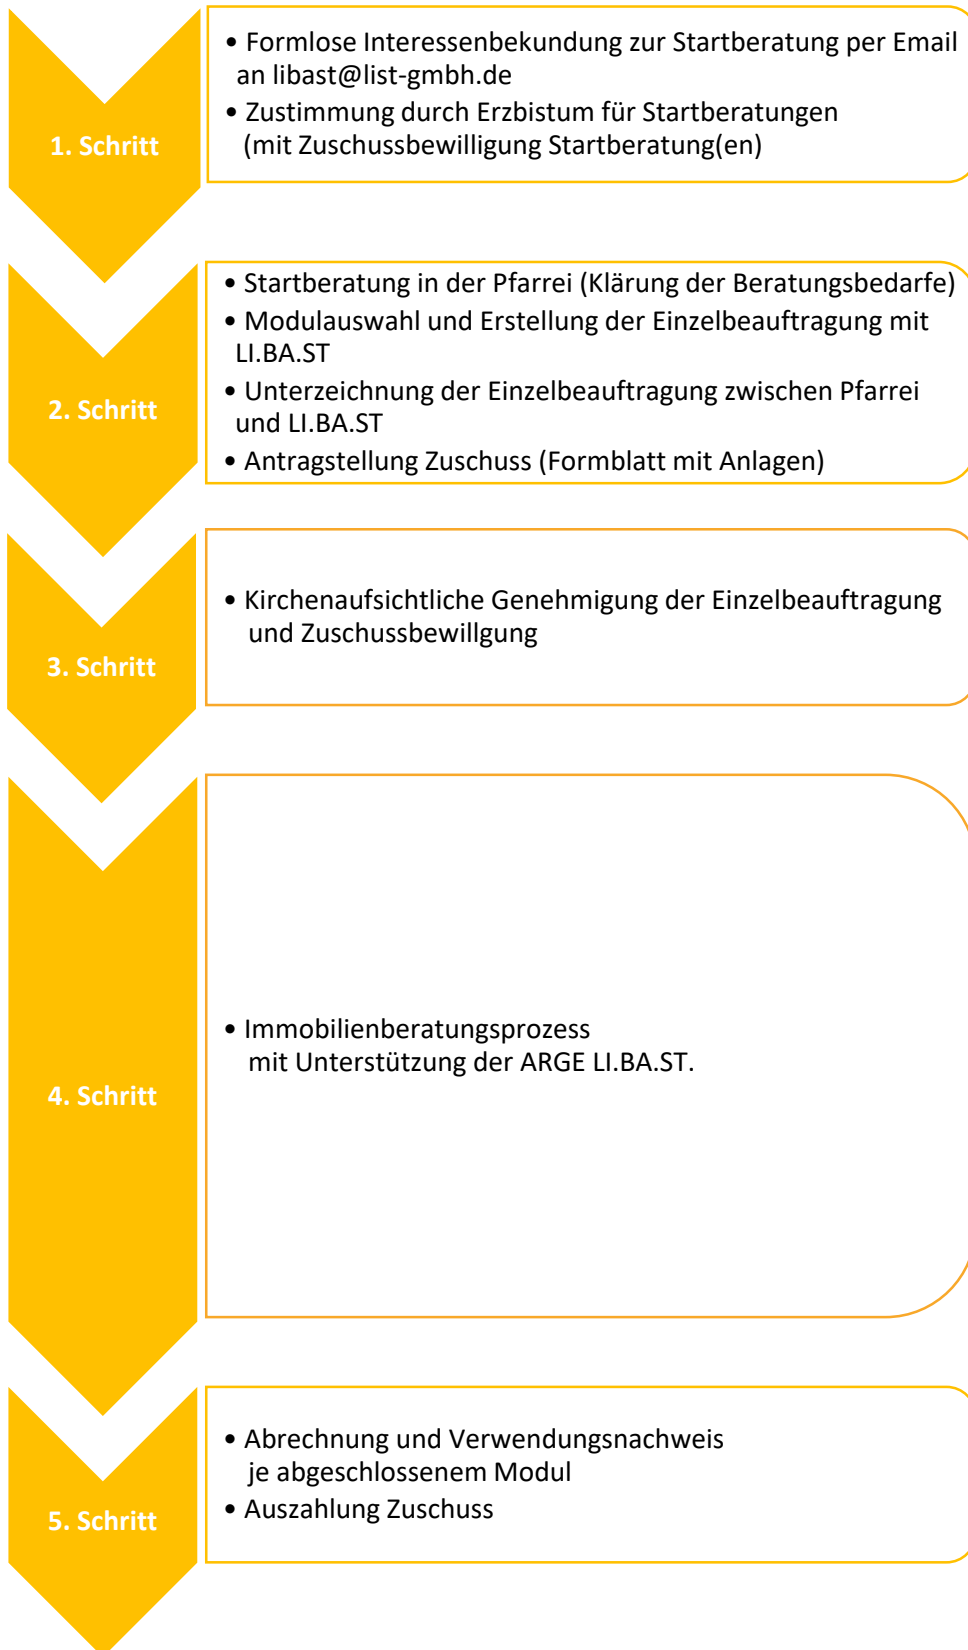 1. Schritt
• Formlose Interessenbekundung zur Startberatung per Email
an libast@list-gmbh.de
• Zustimmung durch Erzbistum für Startberatungen
(mit Zuschussbewilligung Startberatung(en)
2. Schritt
• Startberatung in der Pfarrei (Klärung der Beratungsbedarfe)
• Modulauswahl und Erstellung der Einzelbeauftragung mit
LI.BA.ST
• Unterzeichnung der Einzelbeauftragung zwischen Pfarrei
und LI.BA.ST
• Antragstellung Zuschuss (Formblatt mit Anlagen)
3. Schritt
• Kirchenaufsichtliche Genehmigung der Einzelbeauftragung
und Zuschussbewillgung
4. Schritt
• Immobilienberatungsprozess
mit Unterstützung der ARGE LI.BA.ST.
5. Schritt
• Abrechnung und Verwendungsnachweis
je abgeschlossenem Modul
• Auszahlung Zuschuss